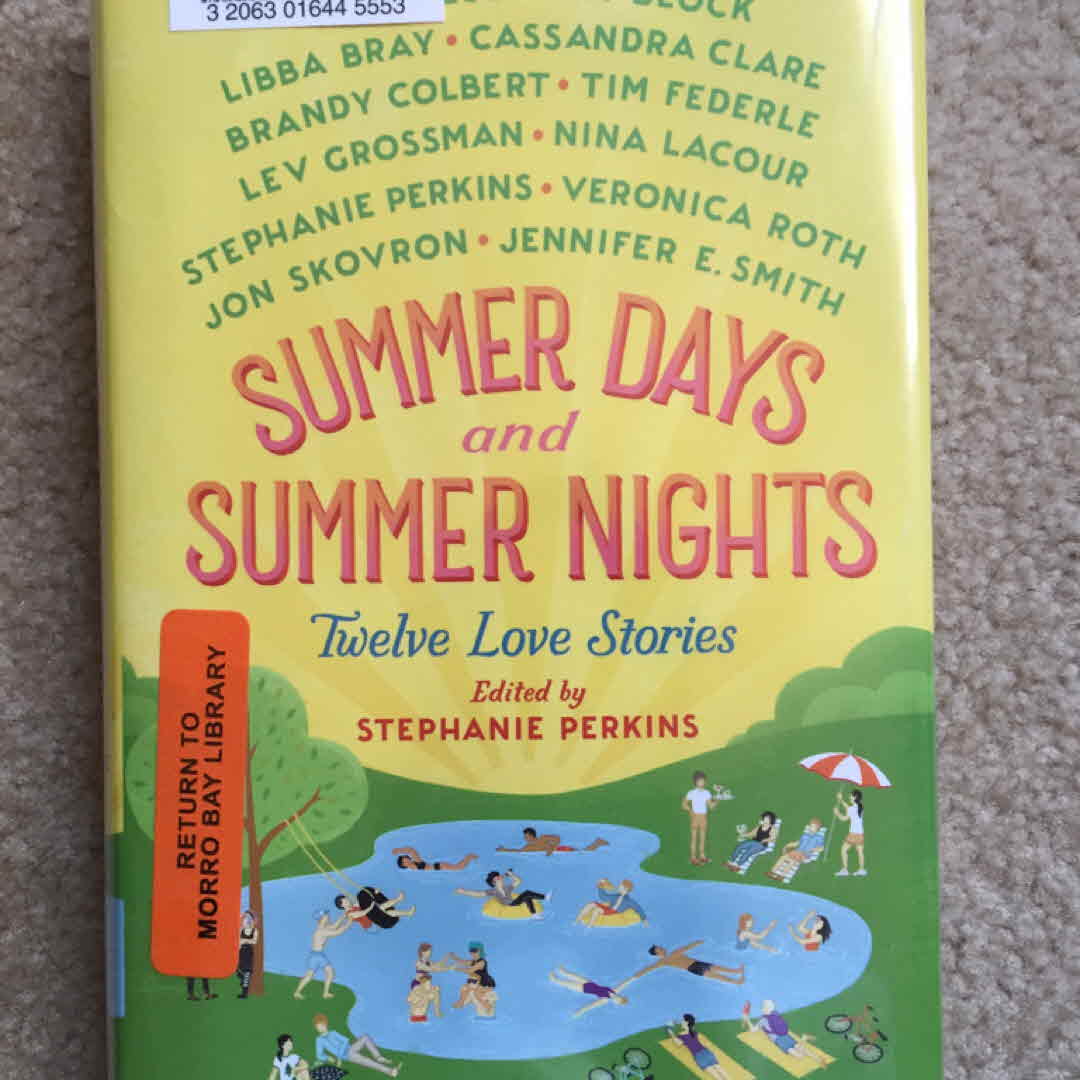 3 2063 01644 5553
BLOCK
LIBBA BRAY • CASSANDRA CLARE
BRANDY COLBERT • TIM FEDERLE
LEV GROSSMAN • NINA LACOUR
STEPHANIE PERKINS • VERONICA ROTH
JON SKOVRON • JENNIFER E. SMITH
SUMMER DAYS
and
SUMMER NIGHTS
Twelve Love Stories
Edited by
STEPHANIE PERKINS
RETURN TO
MORRO BAY LIBRARY